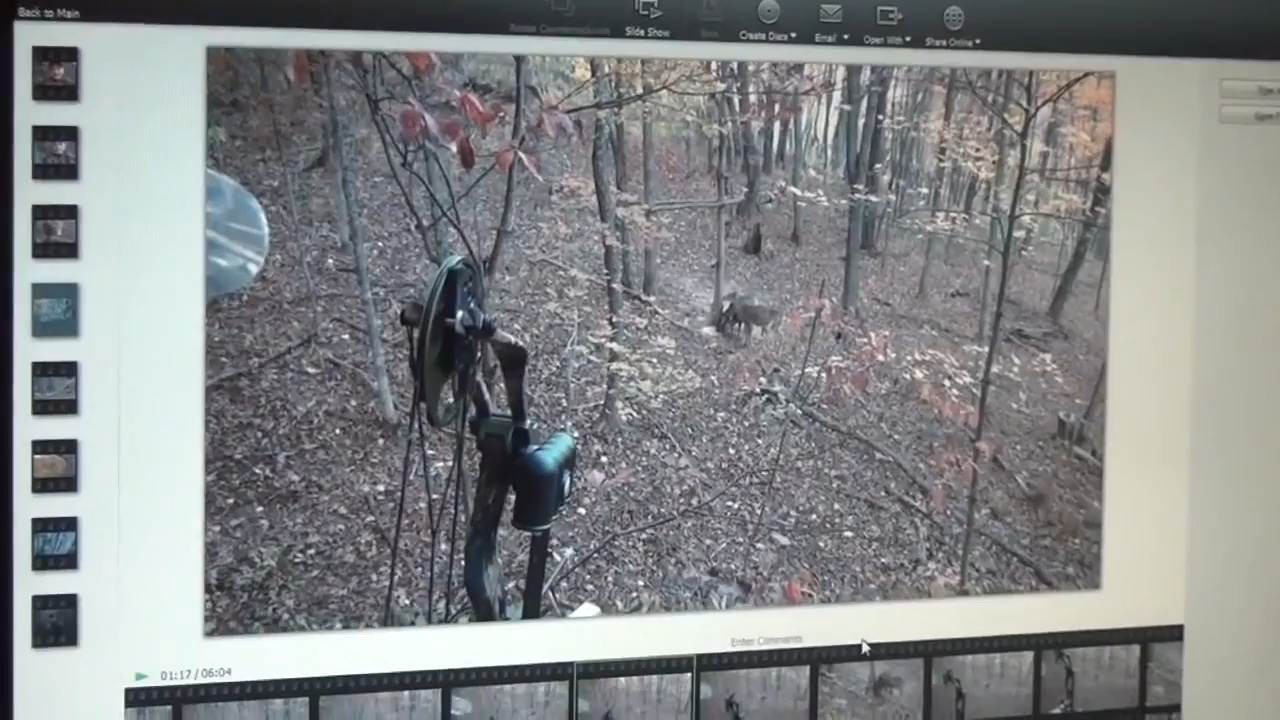 Back to Main
Slide Show
Create Discs
Email
Open With
Share Online
Enter Comments
01:17 / 06:04